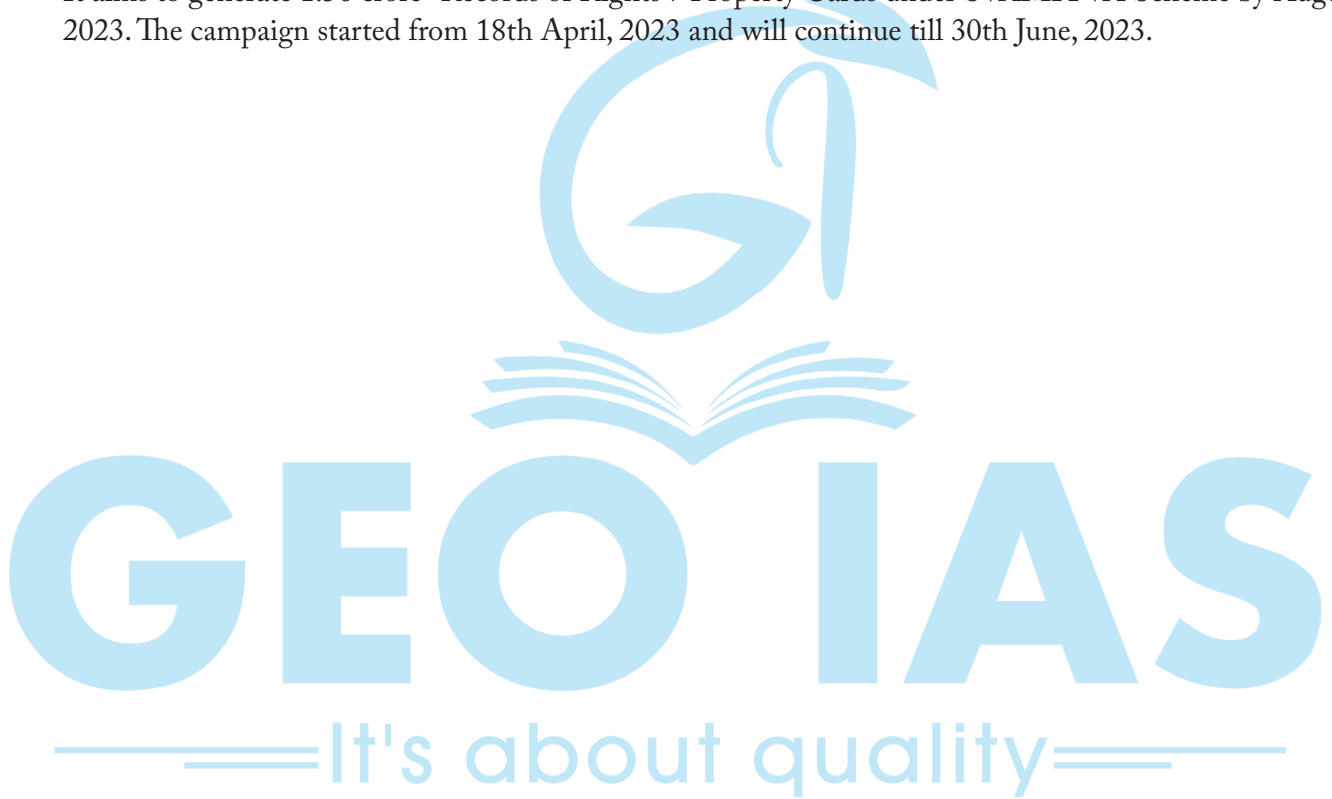 2023. The campaign started from 18th April, 2023 and will continue till 30th June, 2023.
GEO IAS
It's about quality